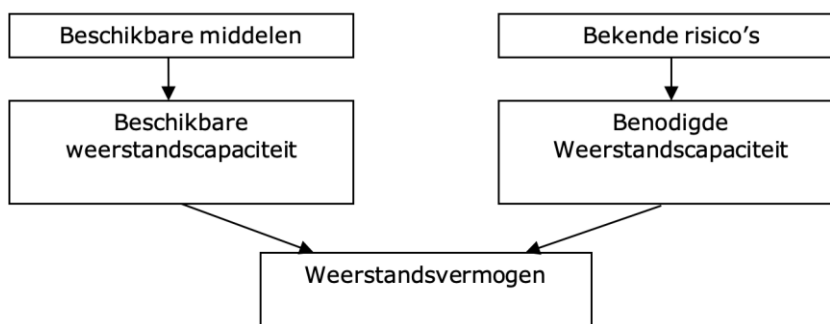 Beschikbare middelen
Bekende risico’s
Beschikbare
weerstandscapaciteit
Benodigde
Weerstandscapaciteit
Weerstandsvermogen